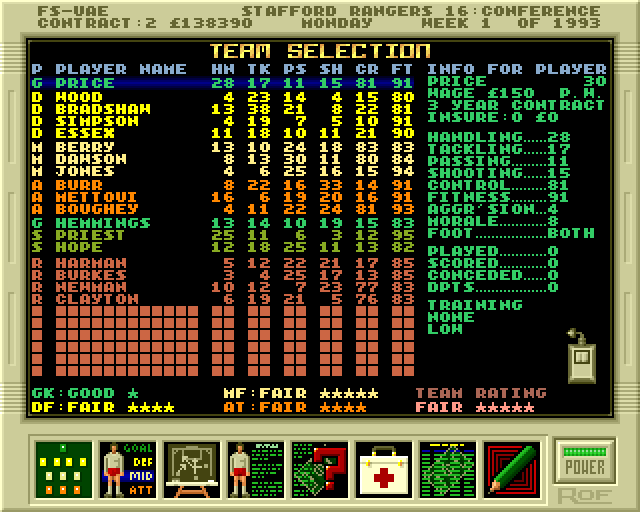 FS-UAE STAFFORD RANGERS 16:CONFERENCE
CONTRACT:2 £138390 MONDAY WEEK 1 OF 1993
TEAM SELECTION
P PLAYER NAME HN TK PS SH CR FT INFO FOR PLAYER
G PRICE 28 17 11 15 81 91 PRICE 30
D WOOD 4 23 14 4 15 80 WAGE £150 P.W.
D BRADSHAW 13 38 21 5 23 81 3 YEAR CONTRACT
D SIMPSON 4 19 7 5 10 91 INSURE:0 £0
D ESSEX 11 18 10 11 21 90
M BERRY 13 10 24 18 83 83 HANDLING....28
M DAWSON 8 13 30 11 80 84 TACKLING....17
M JONES 4 6 25 16 15 94 PASSING.....11
A BURR 8 22 16 33 14 91 SHOOTING....15
A METTOUI 16 6 19 20 16 91 CONTROL.....81
A BOUGHEY 4 11 22 24 81 93 FITNESS.....91
G HEMMINGS 13 14 10 19 15 83 AGGR'SION..4
S PRIEST 25 11 6 3 12 95 MORALE......8
S HOPE 12 18 25 11 13 82 FOOT......BOTH
R HARMAN 5 12 22 21 17 85 PLAYED......0
R BURKES 3 4 25 17 13 85 SCORED......0
R NEWMAN 10 12 7 23 77 83 CONCEDED....0
R CLAYTON 6 19 21 5 76 83 DPTS........0
TRAINING
NONE
LOW
GK:GOOD ★ MF:FAIR ★★★★★ TEAM RATING
DF:FAIR ★★★★ AT:FAIR ★★★★ FAIR ★★★★★
GOAL
DEF
MID
ATT
POWER
ROF